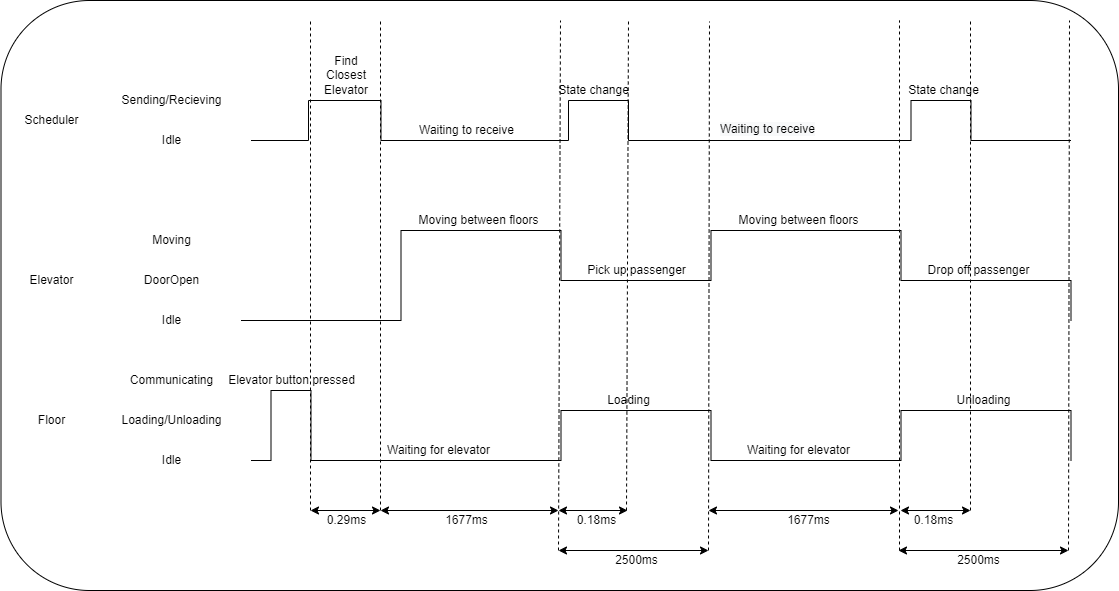 Find
Closest
Elevator
Sending/Recieving
State change
State change
Scheduler
Idle
Waiting to receive
Waiting to receive
Moving between floors
Moving between floors
Moving
Elevator
DoorOpen
Pick up passenger
Drop off passenger
Idle
Communicating
Elevator button pressed
Loading
Unloading
Floor
Loading/Unloading
Idle
Waiting for elevator
Waiting for elevator
0.29ms
1677ms
0.18ms
1677ms
0.18ms
2500ms
2500ms